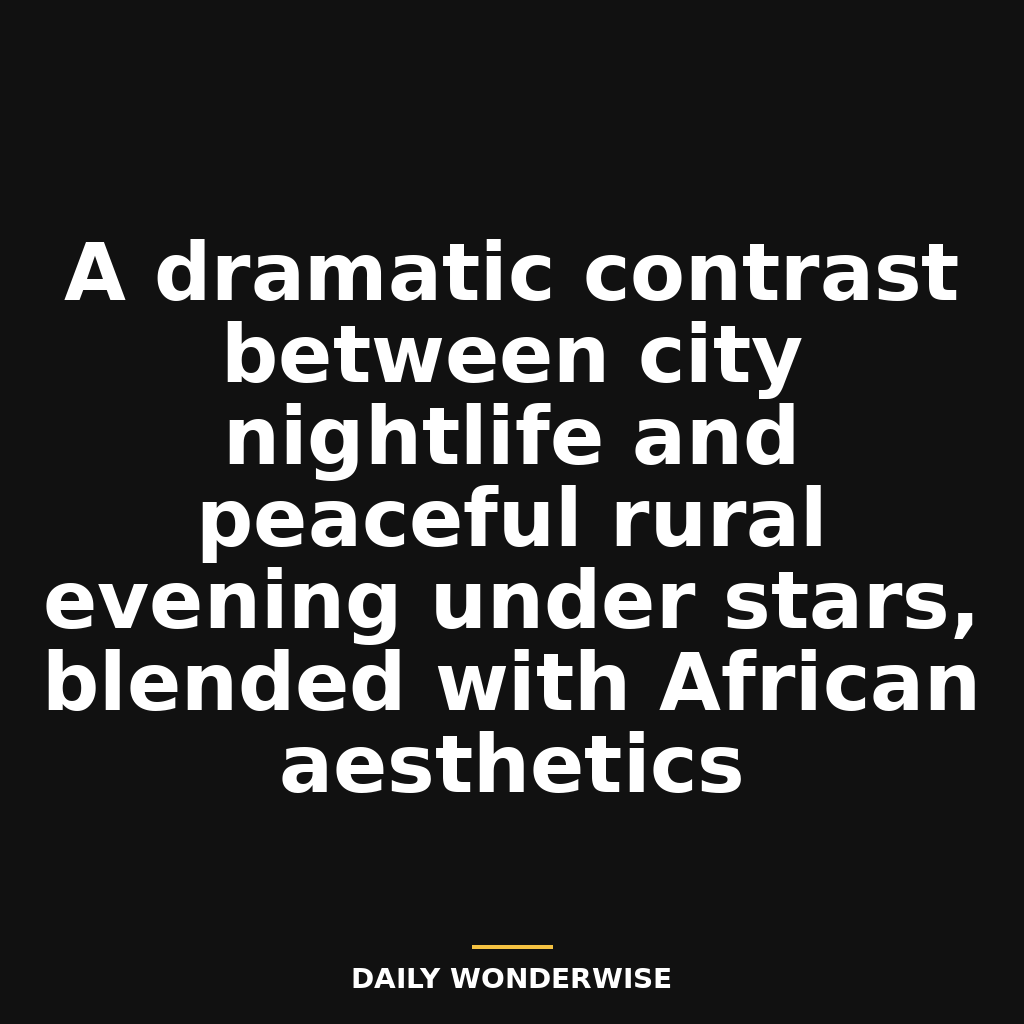 A dramatic contrast
between city
nightlife and
peaceful rural
evening under stars,
blended with African
aesthetics
DAILY WONDERWISE